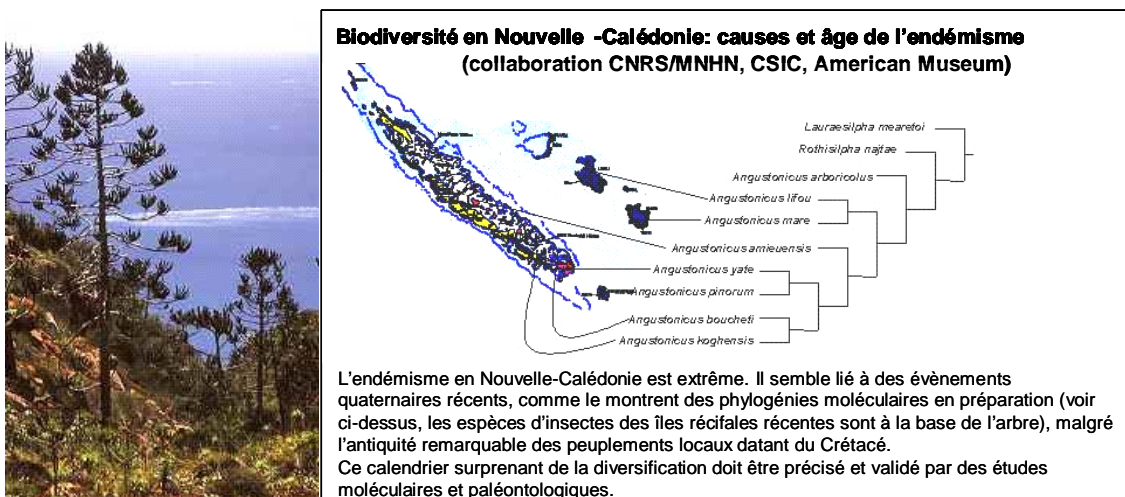 Biodiversité en Nouvelle -Calédonie: causes et âge de l'endémisme
(collaboration CNRS/MNHN, CSIC, American Museum)
Lauraesilpha mearetoi
Rothisilpha najtae
Angustonicus arboricolus
Angustonicus lifou
Angustonicus mare
Angustonicus amieuensis
Angustonicus yate
Angustonicus pinorum
Angustonicus boucheti
Angustonicus koghensis
L'endémisme en Nouvelle-Calédonie est extrême. Il semble lié à des évènements
quaternaires récents, comme le montrent des phylogénies moléculaires en préparation (voir
ci-dessus, les espèces d'insectes des îles récifales récentes sont à la base de l'arbre), malgré
l'antiquité remarquable des peuplements locaux datant du Crétacé.
Ce calendrier surprenant de la diversification doit être précisé et validé par des études
moléculaires et paléontologiques.